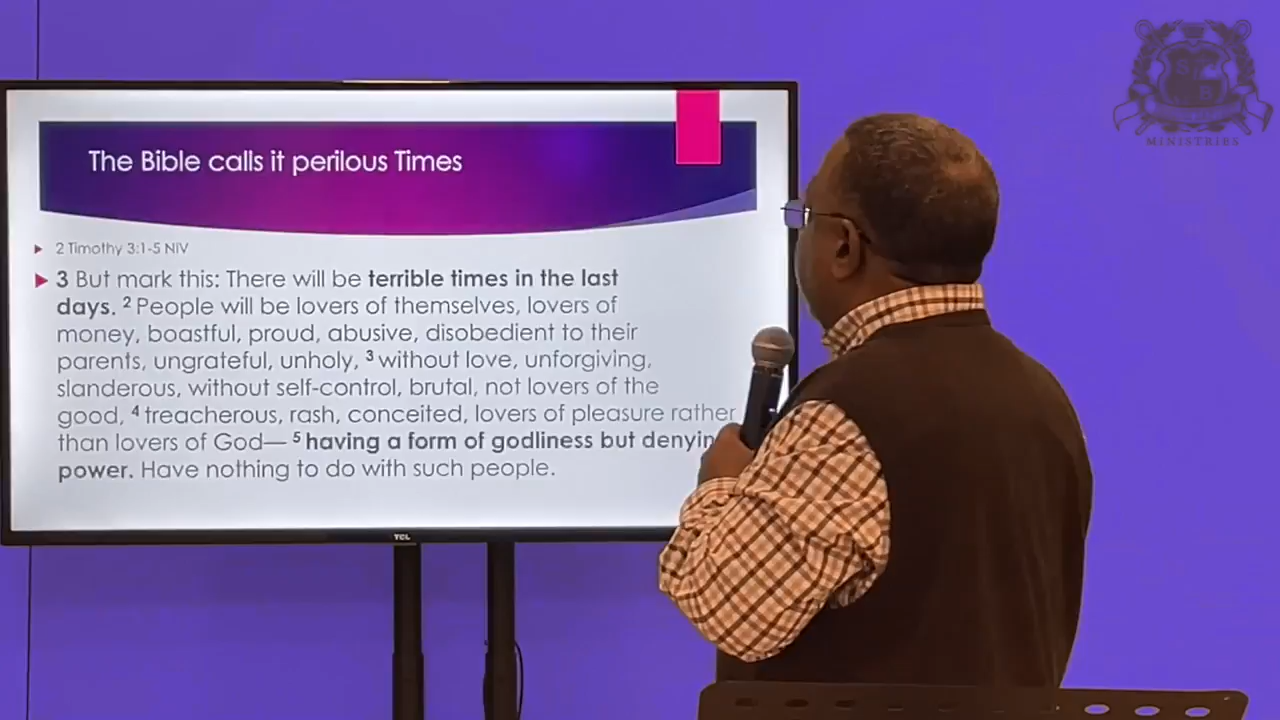 The Bible calls it perilous Times
2 Timothy 3:1-5 NIV
3 But mark this: There will be terrible times in the last
days. 2 People will be lovers of themselves, lovers of
money, boastful, proud, abusive, disobedient to their
parents, ungrateful, unholy, 3 without love, unforgiving,
slanderous, without self-control, brutal, not lovers of the
good, 4 treacherous, rash, conceited, lovers of pleasure rather
than lovers of God— 5 having a form of godliness but
power. Have nothing to do with such people.
TCL
MINISTRIES